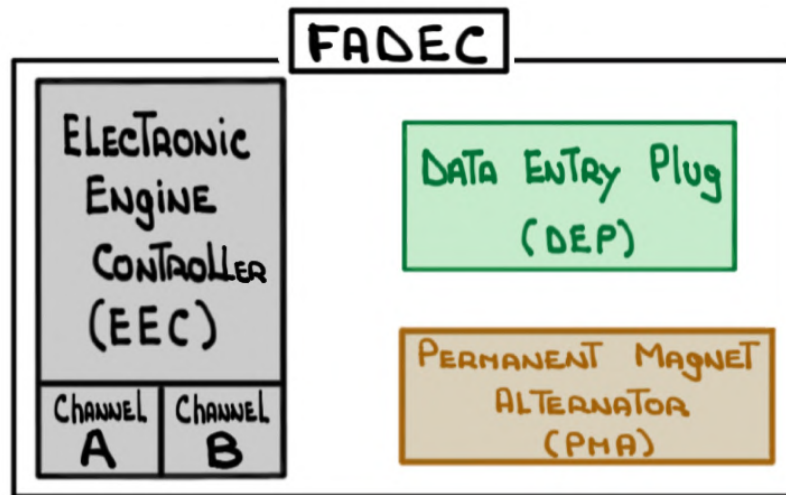 FADEC
ELECTRONIC
ENGINE
CONTROLLER
(EEC)
CHANNEL
A
CHANNEL
B
DATA ENTRY Plug
(DEP)
PERMANENT MAgNET
ALTERNATOR
(PMA)